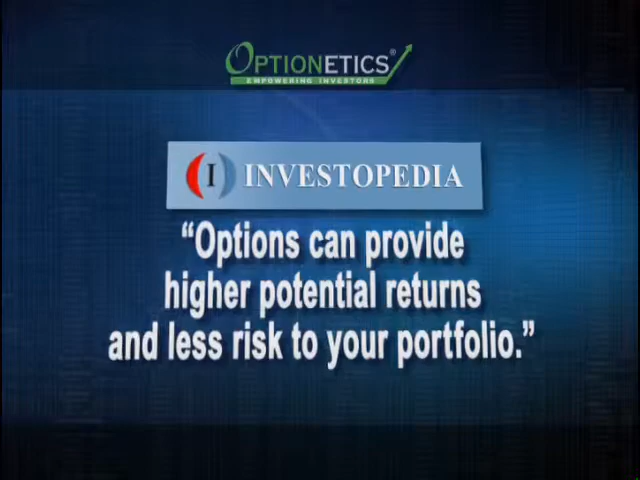 OPTIONETICS®
EMPOWERING INVESTORS
I INVESTOPEDIA
“Options can provide
higher potential returns
and less risk to your portfolio.”